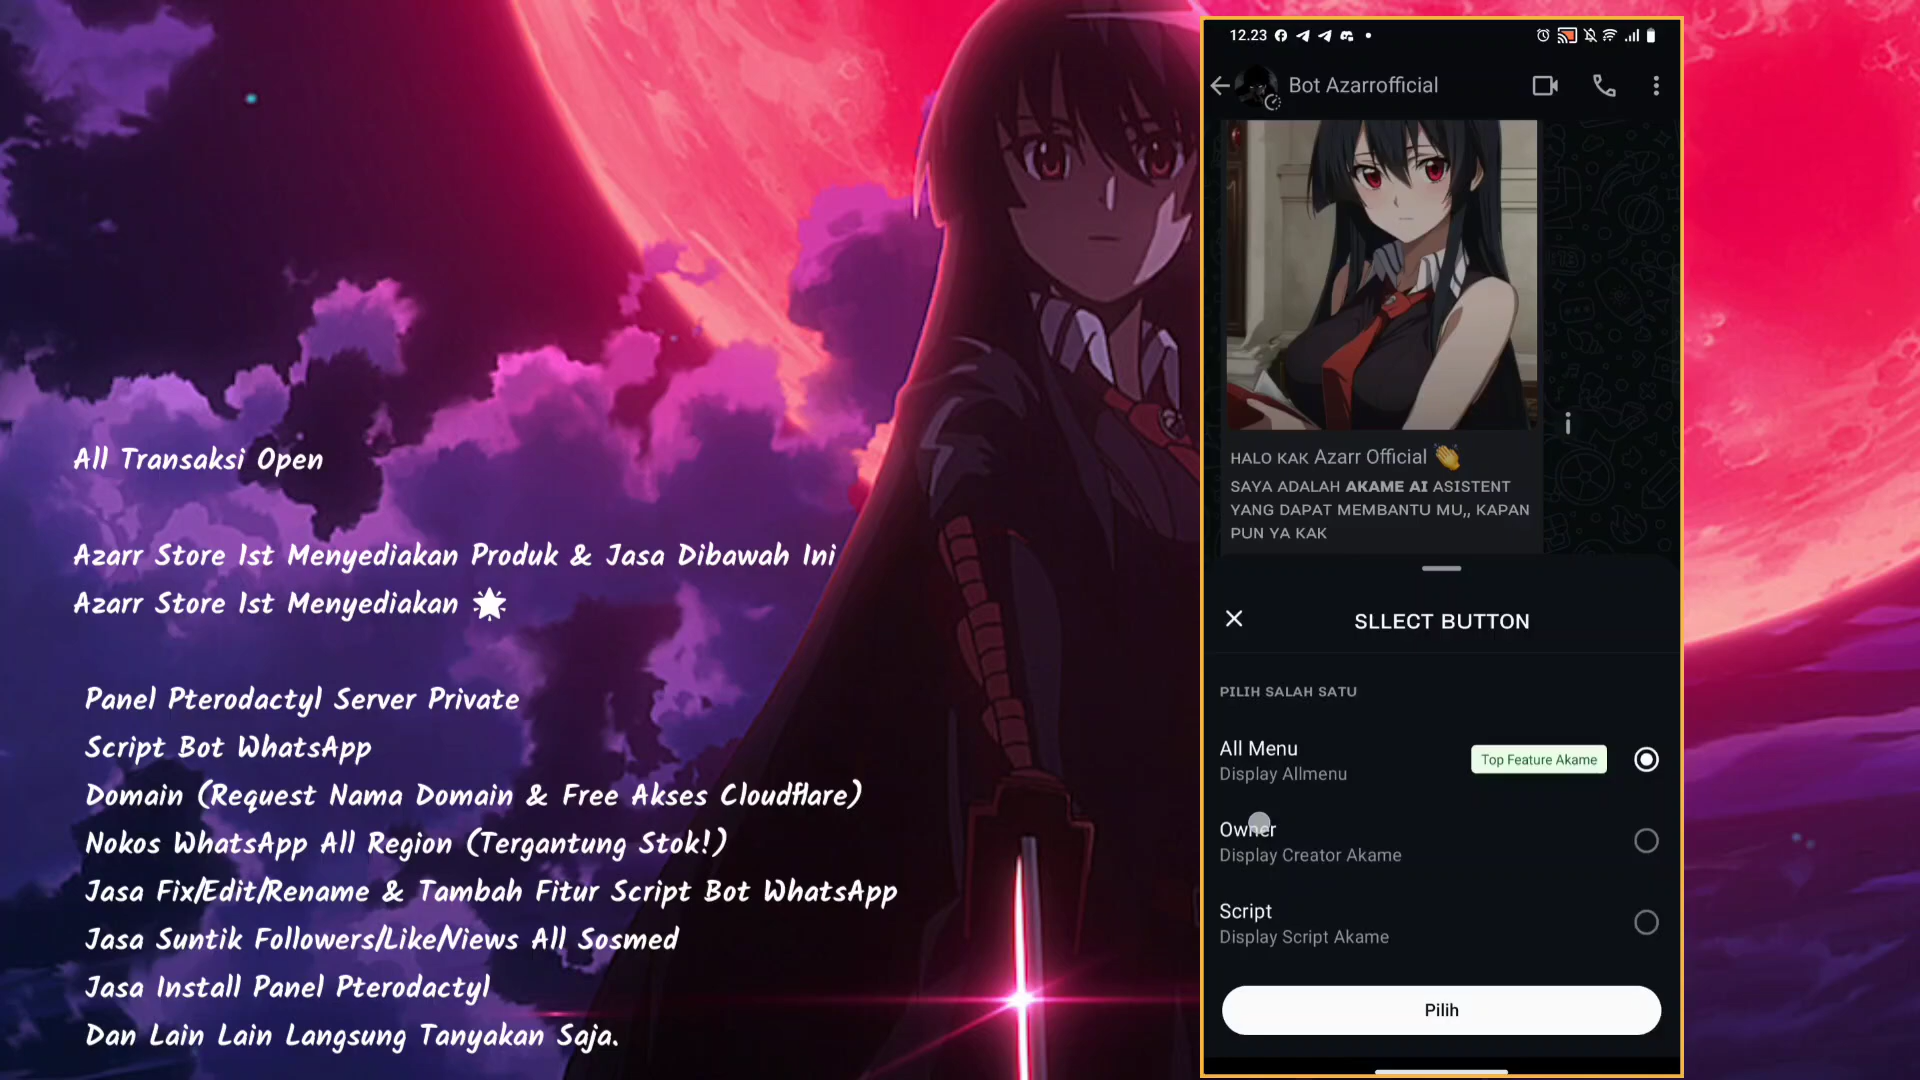 All Transaksi Open
Azarr Store 1st Menyediakan Produk & Jasa Dibawah Ini
Azarr Store 1st Menyediakan 🌟
Panel Pterodactyl Server Private
Script Bot WhatsApp
Domain (Request Nama Domain & Free Akses Cloudflare)
Nokos WhatsApp All Region (Tergantung Stok!)
Jasa Fix/Edit/Rename & Tambah Fitur Script Bot WhatsApp
Jasa Suntik Followers/Like/Views All Sosmed
Jasa Install Panel Pterodactyl
Dan Lain Lain Langsung Tanyakan Saja.
12.23
Bot Azarrofficial
HALO KAK Azarr Official 👏
SAYA ADALAH AKAME AI ASISTENT
YANG DAPAT MEMBANTU MU,, KAPAN
PUN YA KAK
SLLECT BUTTON
PILIH SALAH SATU
All Menu
Top Feature Akame
Display Allmenu
Owner
Display Creator Akame
Script
Display Script Akame
Pilih